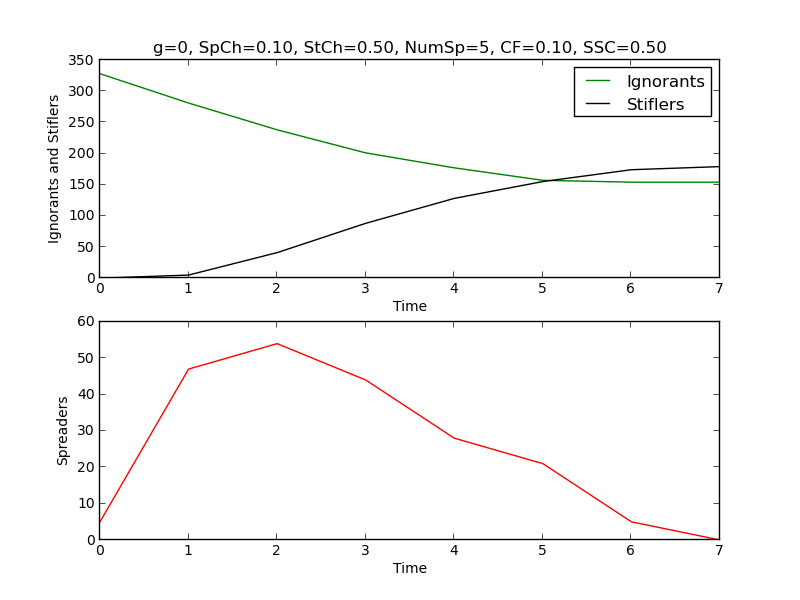 g=0, SpCh=0.10, StCh=0.50, NumSp=5, CF=0.10, SSC=0.50
350
300
250
200
150
100
50
0
Ignorants and Stiflers
Ignorants
Stiflers
0 1 2 3 4 5 6 7
Time
60
50
40
30
20
10
0
Spreaders
0 1 2 3 4 5 6 7
Time